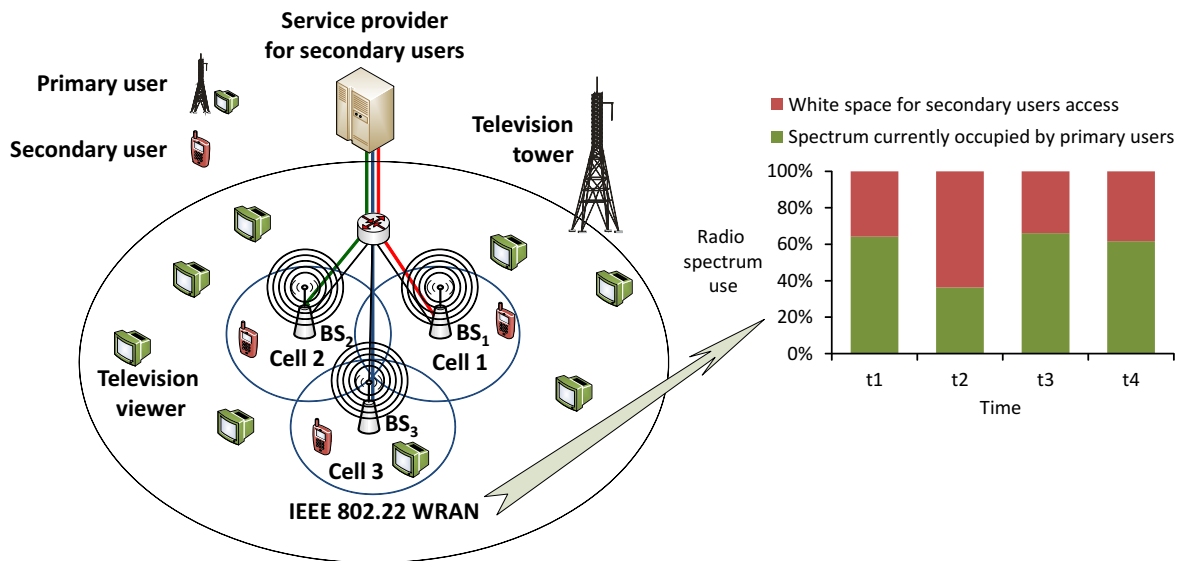 Service provider
for secondary users
Primary user
Secondary user
Television
tower
BS2
BS1
Cell 2
Cell 1
Television
viewer
BS3
Cell 3
IEEE 802.22 WRAN
White space for secondary users access
Spectrum currently occupied by primary users
Radio
spectrum
use
100%
80%
60%
40%
20%
0%
t1 t2 t3 t4
Time